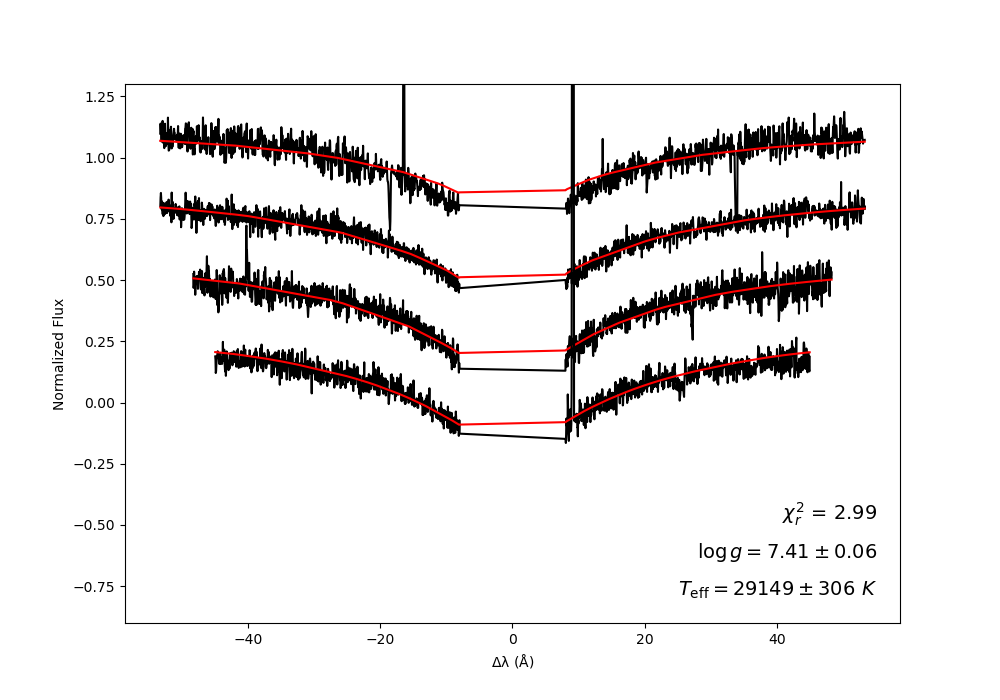 1.25
1.00
0.75
0.50
0.25
0.00
−0.25
−0.50
−0.75
Normalized Flux
χ²ᵣ = 2.99
log g = 7.41 ± 0.06
T_eff = 29149 ± 306 K
−40 −20 0 20 40
Δλ (Å)